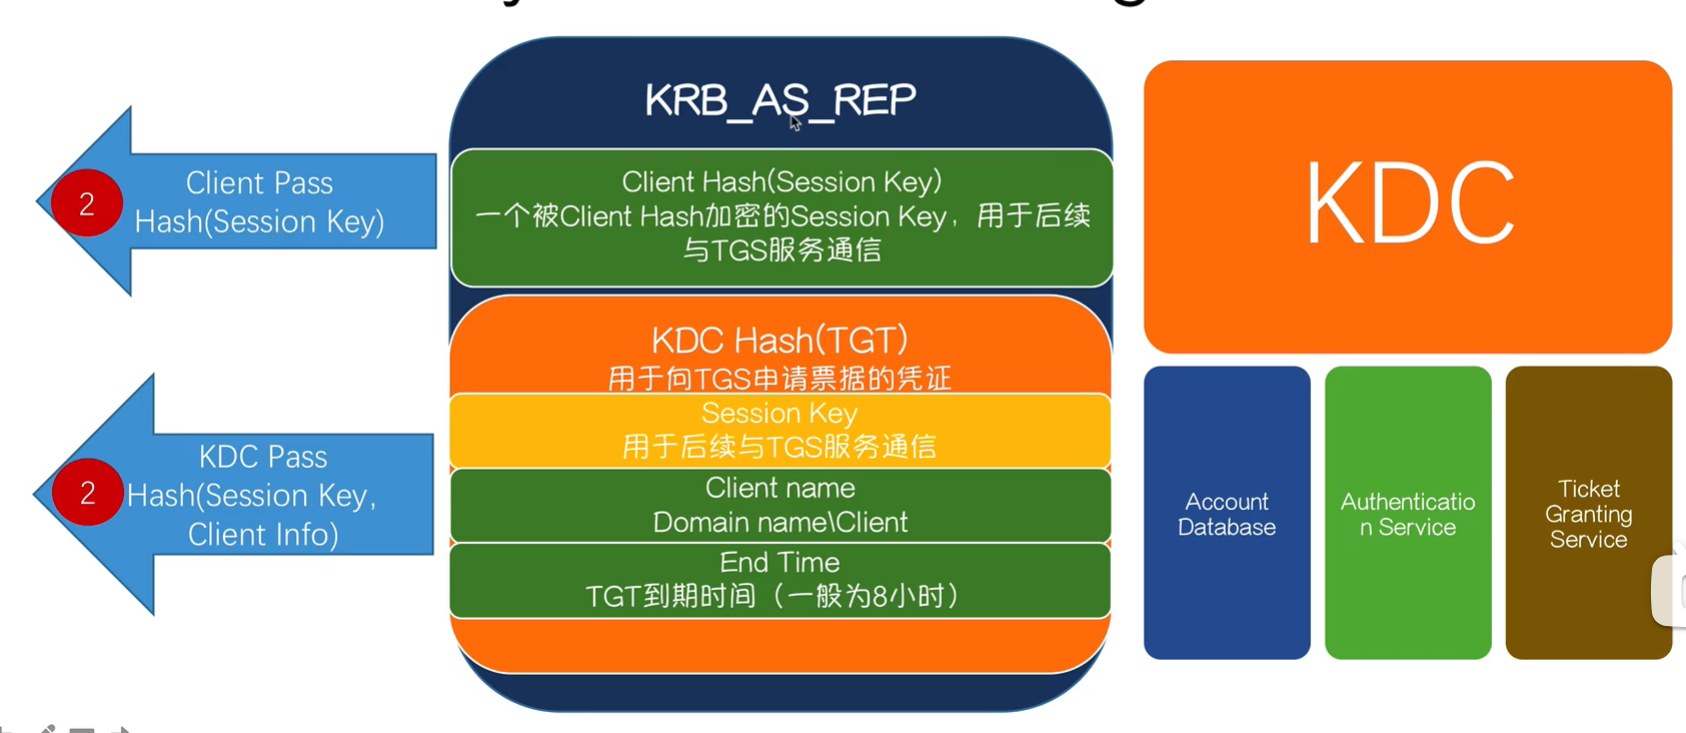 2
Client Pass
Hash(Session Key)
2
KDC Pass
Hash(Session Key,
Client Info)
KRB_AS_REP
Client Hash(Session Key)
一个被Client Hash加密的Session Key，用于后续
与TGS服务通信
KDC Hash(TGT)
用于向TGS申请票据的凭证
Session Key
用于后续与TGS服务通信
Client name
Domain name\Client
End Time
TGT到期时间（一般为8小时）
KDC
Account
Database
Authenticatio
n Service
Ticket
Granting
Service